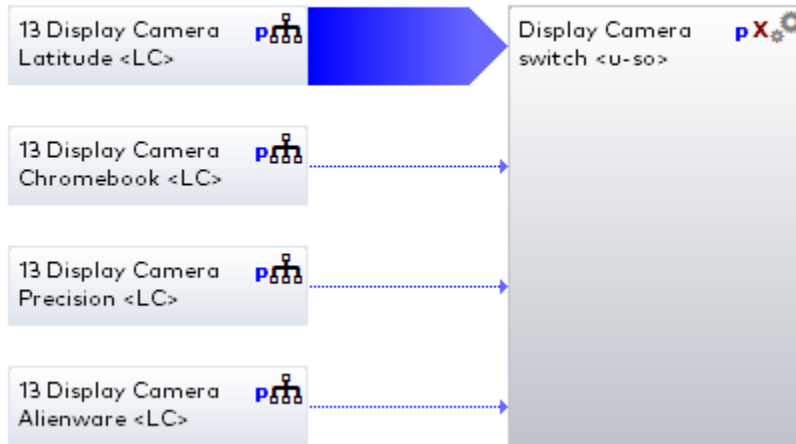 13 Display Camera
Latitude <LC>
p
Display Camera
switch <u-so>
p X
13 Display Camera
Chromebook <LC>
p
13 Display Camera
Precision <LC>
p
13 Display Camera
Alienware <LC>
p